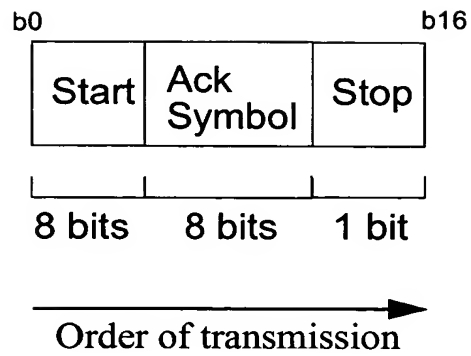 b0 b16
Start Ack Symbol Stop
8 bits 8 bits 1 bit
Order of transmission